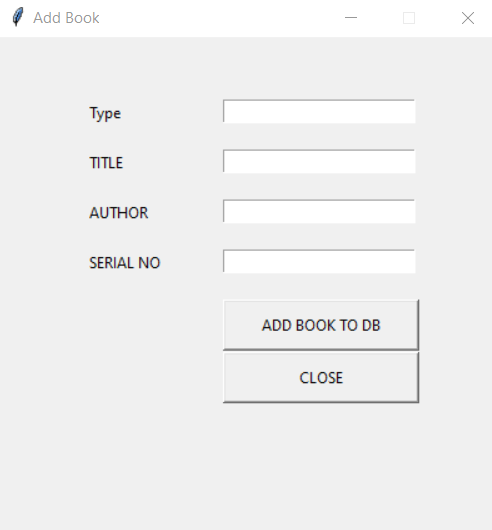 Add Book
Type
TITLE
AUTHOR
SERIAL NO
ADD BOOK TO DB
CLOSE